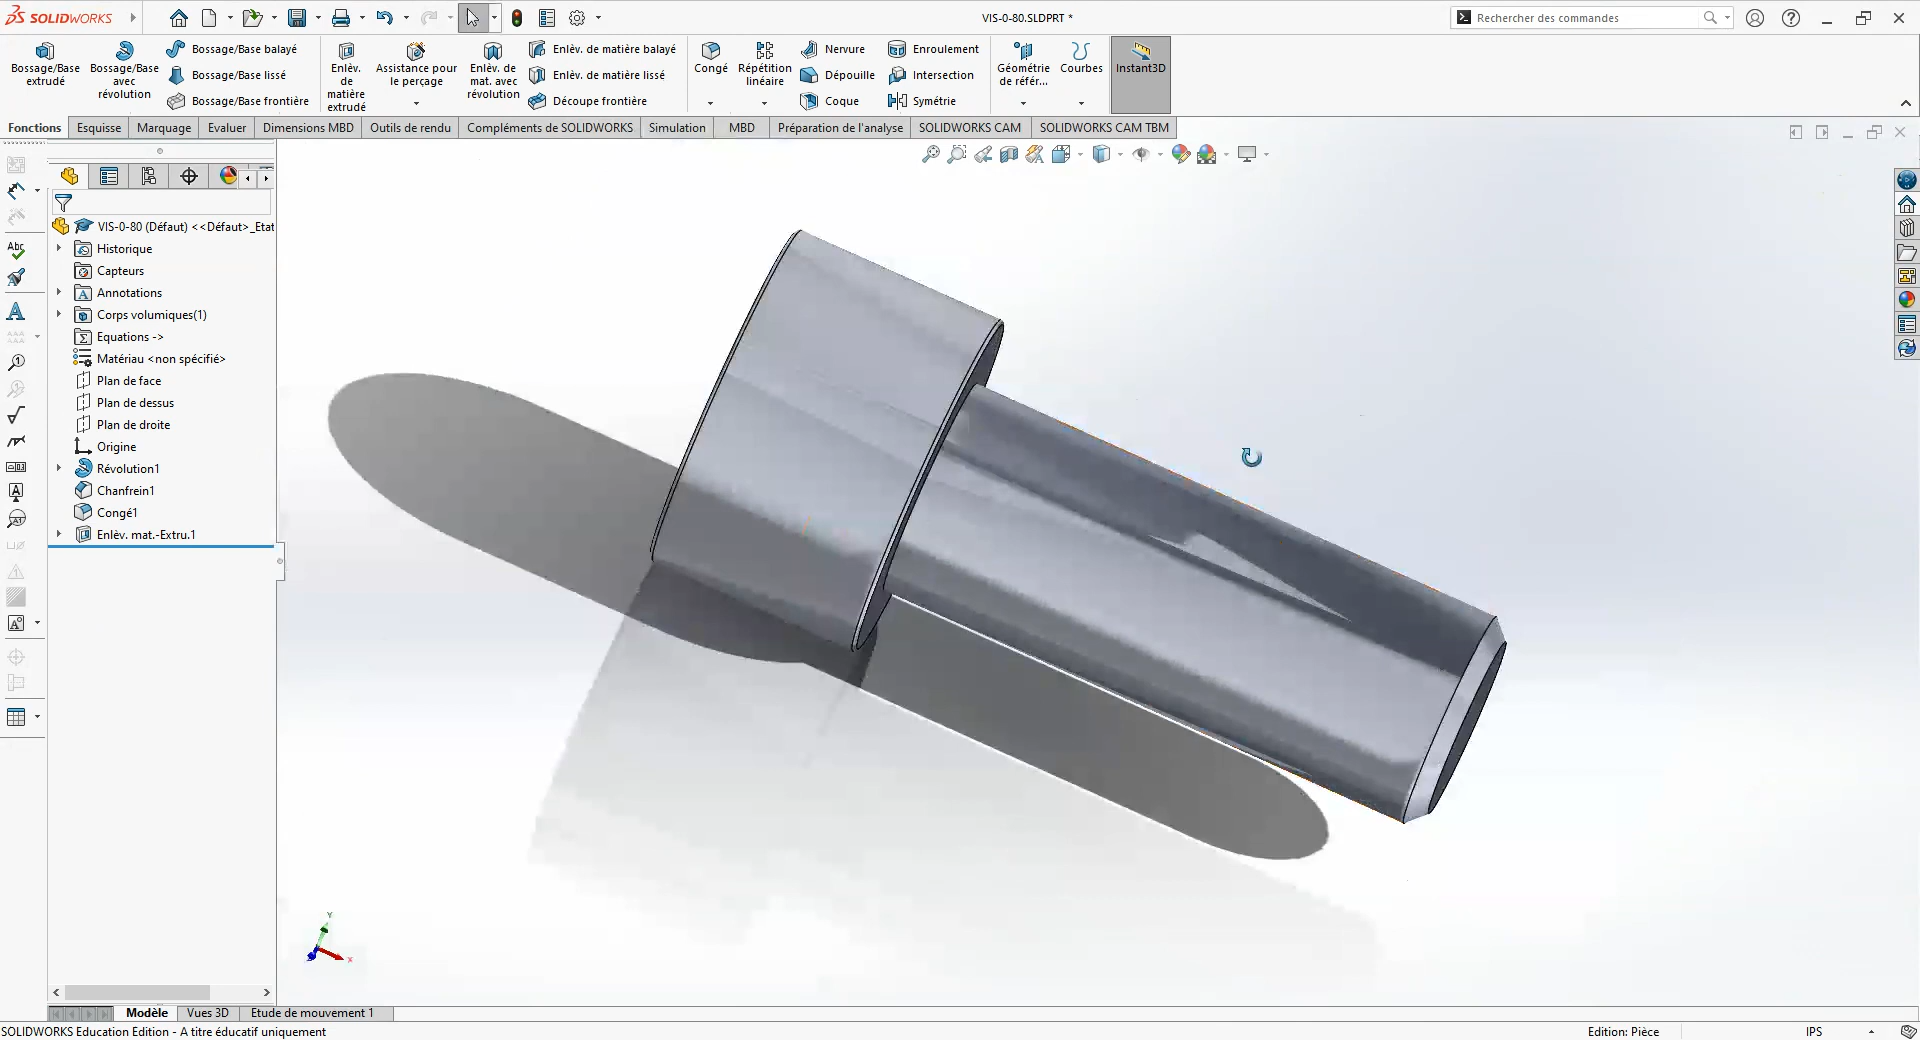 SOLIDWORKS
VIS-0-80.SLDPRT *
Rechercher des commandes
Bossage/Base extrudé
Bossage/Base avec révolution
Bossage/Base balayé
Bossage/Base lissé
Bossage/Base frontière
Enlèv. de matière extrudé
Assistance pour le perçage
Enlèv. de mat. avec révolution
Enlèv. de matière balayé
Enlèv. de matière lissé
Découpe frontière
Congé
Répétition linéaire
Nervure
Dépouille
Coque
Enroulement
Intersection
Symétrie
Géométrie de référ...
Courbes
Instant3D
Fonctions
Esquisse
Marquage
Evaluer
Dimensions MBD
Outils de rendu
Compléments de SOLIDWORKS
Simulation
MBD
Préparation de l'analyse
SOLIDWORKS CAM
SOLIDWORKS CAM TBM
VIS-0-80 (Défaut) <<Défaut>_Etat
Historique
Capteurs
Annotations
Corps volumiques(1)
Equations ->
Matériau <non spécifié>
Plan de face
Plan de dessus
Plan de droite
Origine
Révolution1
Chanfrein1
Congé1
Enlèv. mat.-Extru.1
Abc
Y
X
Modèle
Vues 3D
Etude de mouvement 1
SOLIDWORKS Education Edition - A titre éducatif uniquement
Edition: Pièce
IPS